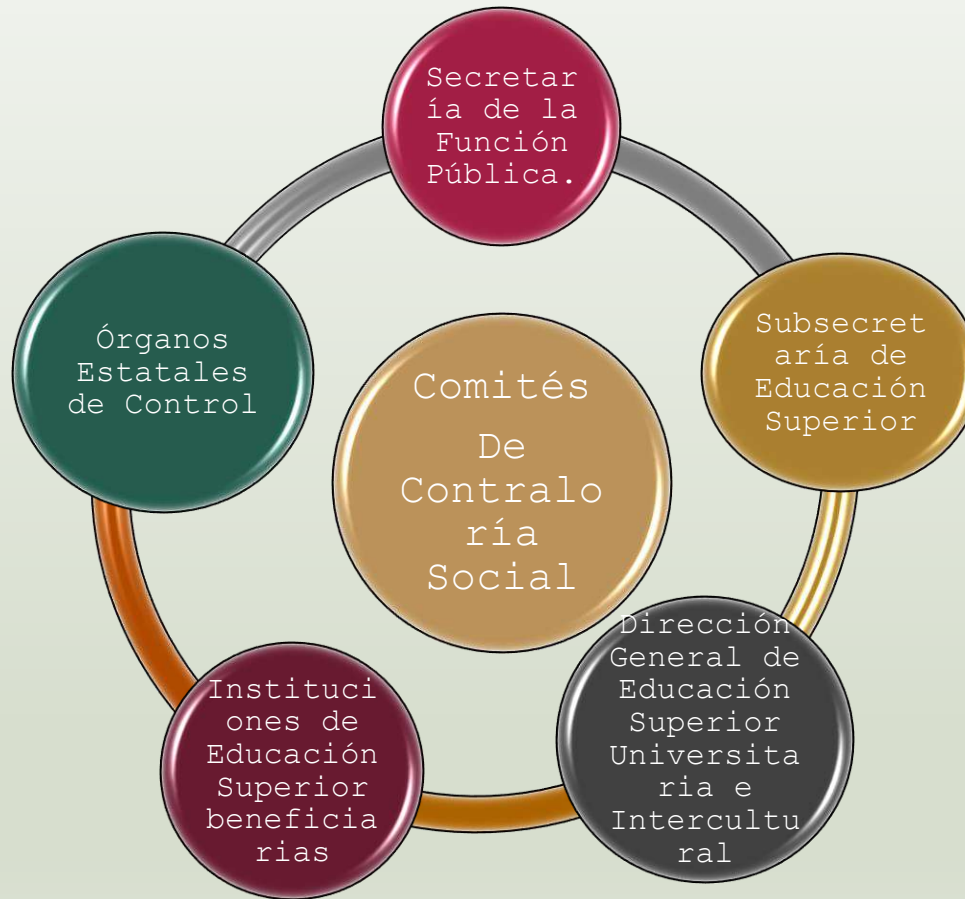 Secretar
ía de la
Función
Pública.
Subsecret
aría de
Educación
Superior
Dirección
General de
Educación
Superior
Universita
ria e
Intercultu
ral
Instituci
ones de
Educación
Superior
beneficia
rias
Órganos
Estatales
de Control
Comités
De
Contralo
ría
Social